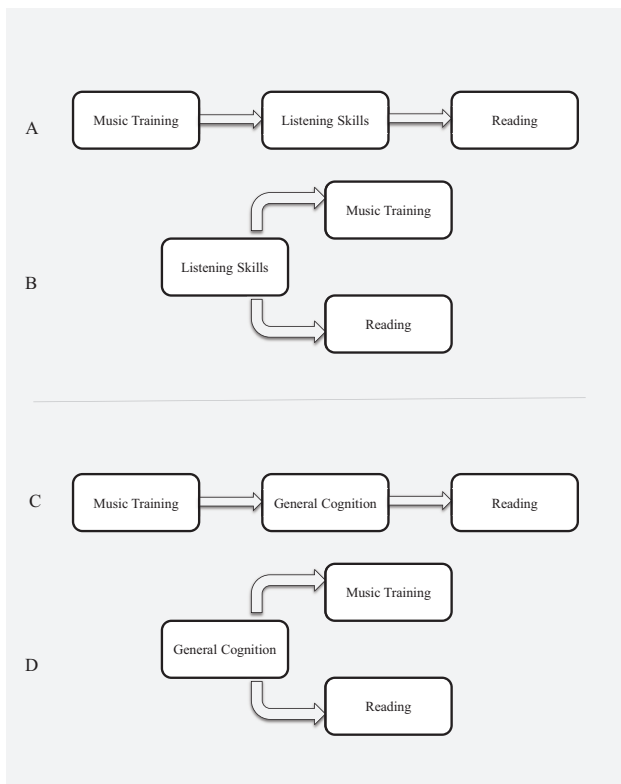 A
Music Training
Listening Skills
Reading
Music Training
B
Listening Skills
Reading
C
Music Training
General Cognition
Reading
Music Training
D
General Cognition
Reading